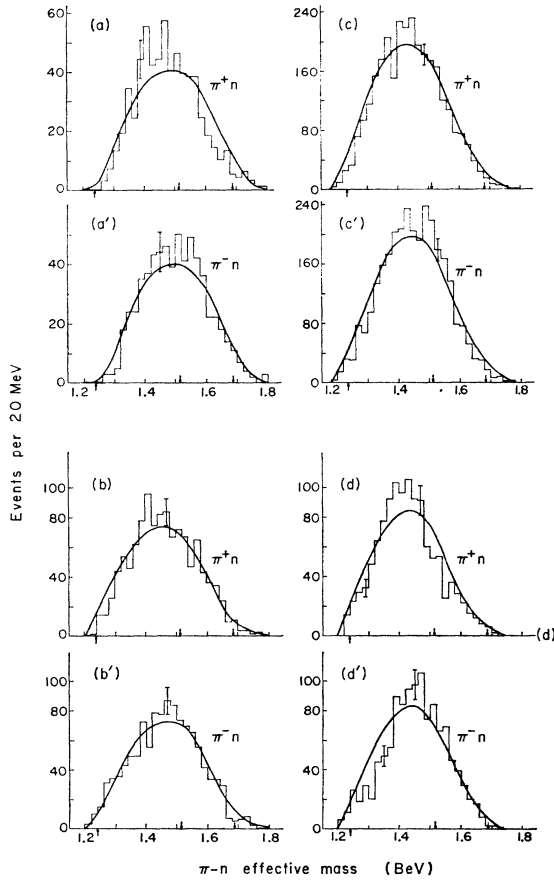 (a) (c)
60 240
π⁺n π⁺n
40 160
20 80
0 0
(a') (c')
240
π⁻n π⁻n
40 160
20 80
0 0
1.2 1.4 1.6 1.8 1.2 1.4 1.6 1.8
Events per 20 MeV
(b) (d)
100 100
80 80
π⁺n π⁺n
40 40
0 0 (d)
(b') (d')
100 100
π⁻n π⁻n
80 80
40 40
0 0
1.2 1.4 1.6 1.8 1.2 1.4 1.6 1.8
π-n effective mass (BeV)